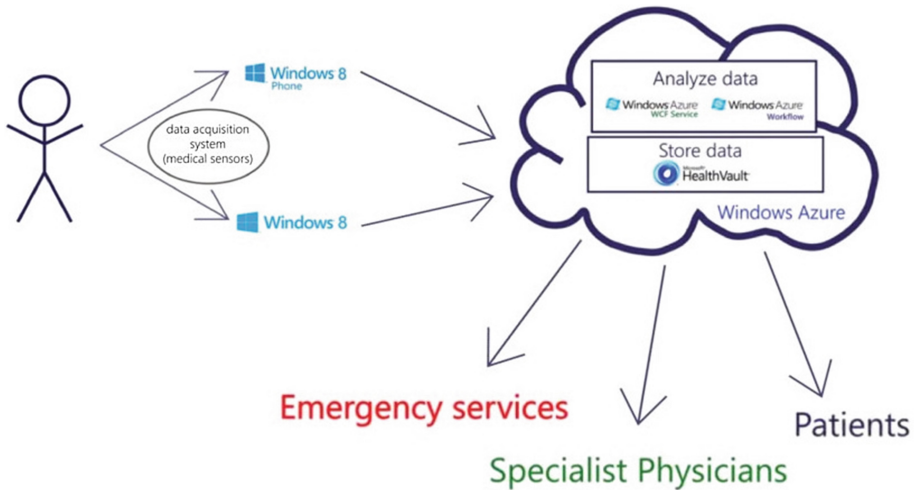 Windows 8
Phone
data acquisition
system
(medical sensors)
Windows 8
Analyze data
Windows Azure
WCF Service
Windows Azure
Workflow
Store data
Microsoft
HealthVault
Windows Azure
Emergency services
Specialist Physicians
Patients